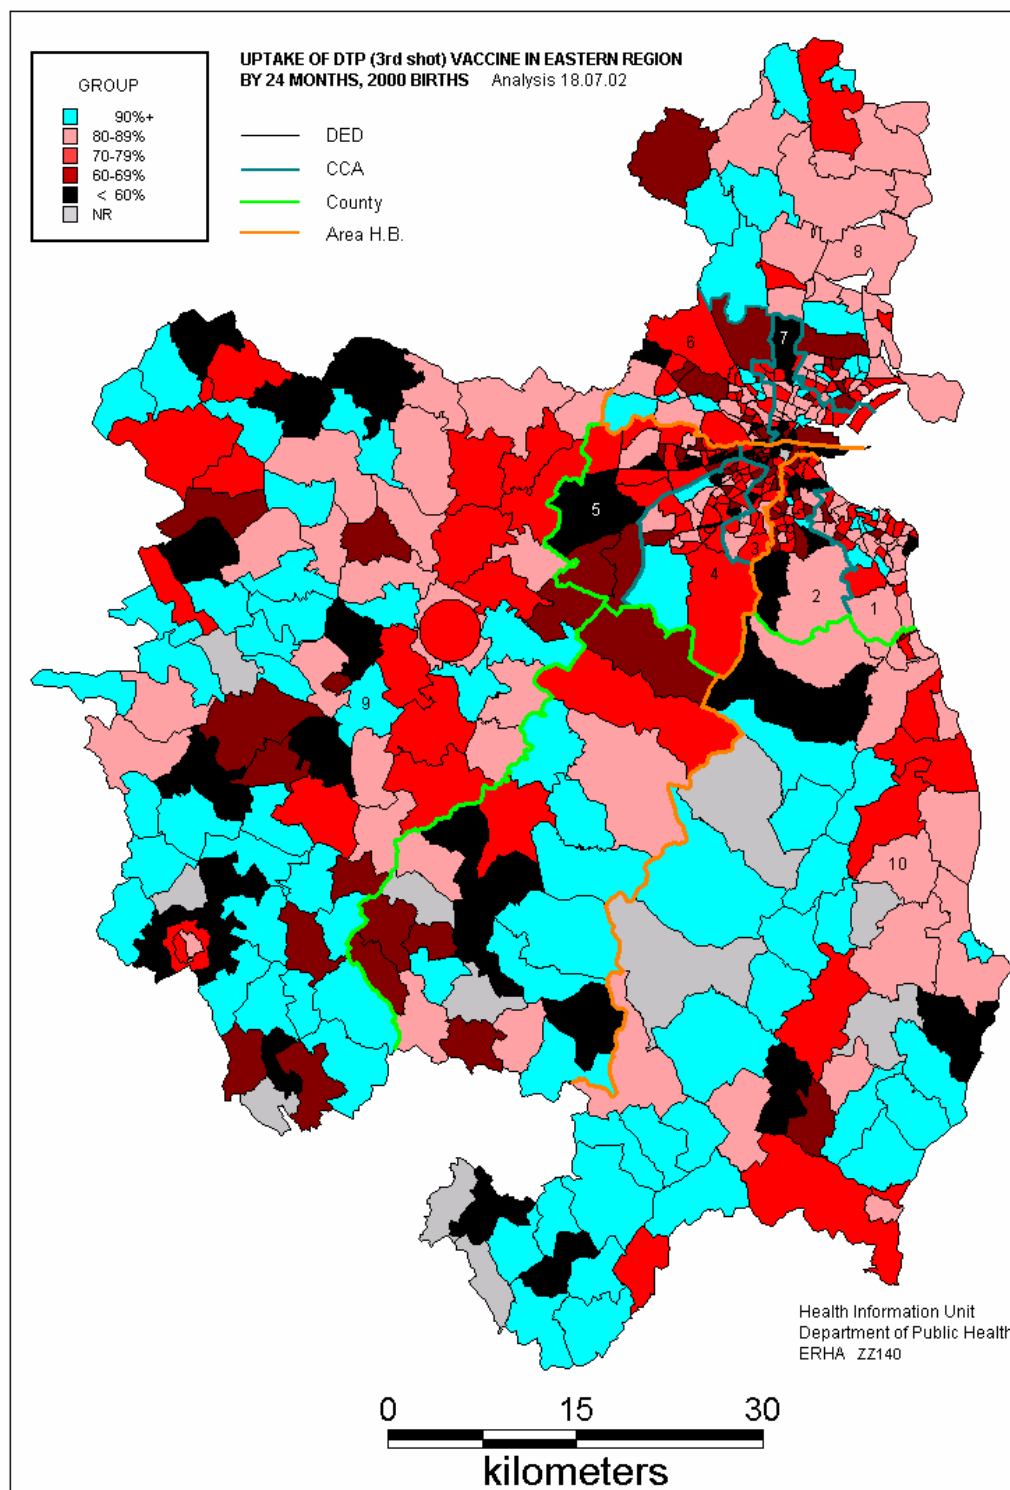 UPTAKE OF DTP (3rd shot) VACCINE IN EASTERN REGION
BY 24 MONTHS, 2000 BIRTHS Analysis 18.07.02
GROUP
90%+
80-89%
70-79%
60-69%
< 60%
NR
DED
CCA
County
Area H.B.
8
7
6
5
4
3
2
1
9
10
Health Information Unit
Department of Public Health
ERHA ZZ140
0 15 30
kilometers